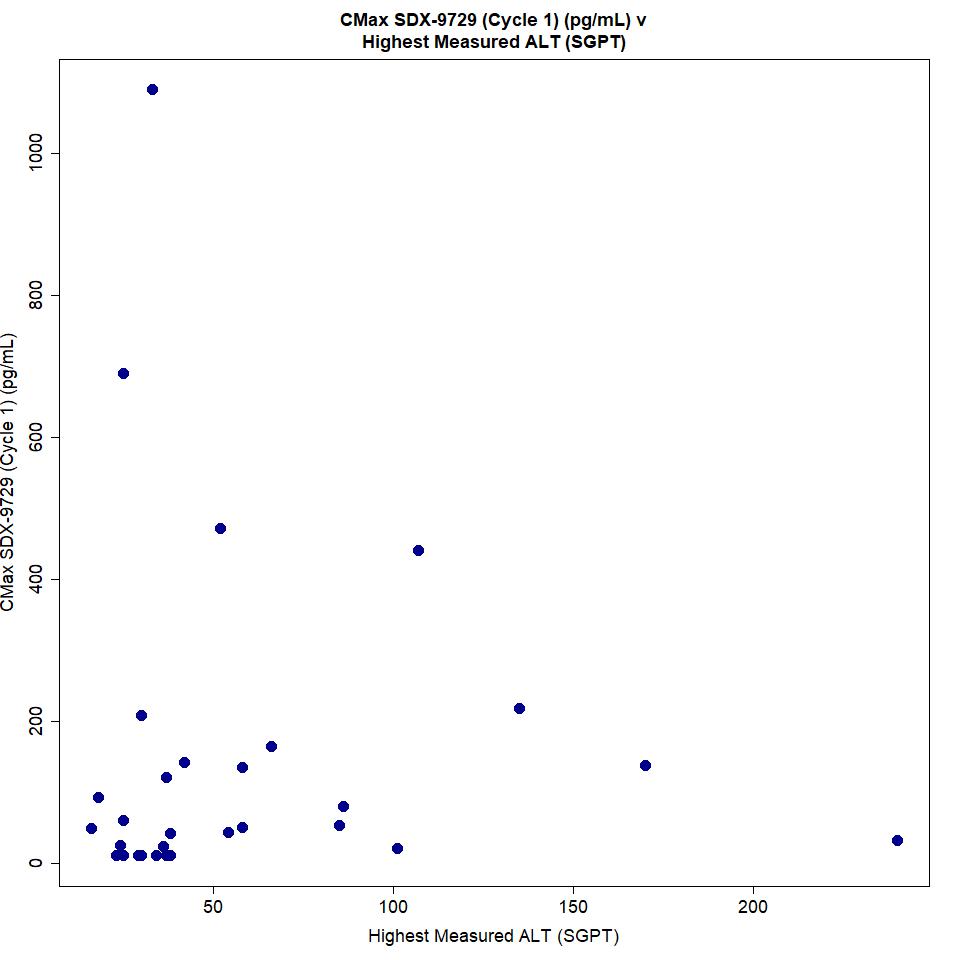 CMax SDX-9729 (Cycle 1) (pg/mL) v
Highest Measured ALT (SGPT)
CMax SDX-9729 (Cycle 1) (pg/mL)
1000
800
600
400
200
0
50
100
150
200
Highest Measured ALT (SGPT)